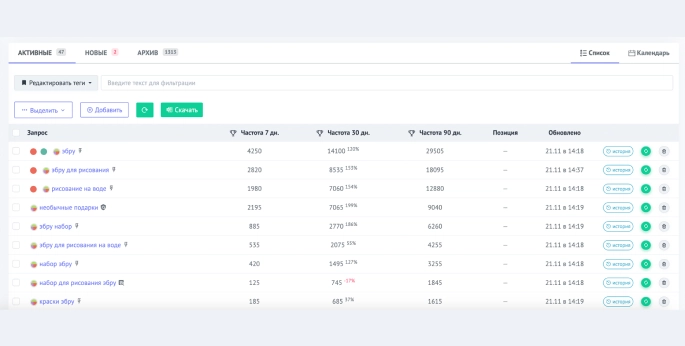 АКТИВНЫЕ 47 НОВЫЕ 3 АРХИВ 1313 Список Календарь
Редактировать теги Введите текст для фильтрации
Выделить Добавить Скачать
Запрос Частота 7 дн. Частота 30 дн. Частота 90 дн. Позиция Обновлено
эбру 4250 14100 110% 29505 — 21.11 в 14:18 история
эбру для рисования 2820 8535 133% 18095 — 21.11 в 14:37 история
рисование на воде 1980 7060 154% 12880 — 21.11 в 14:18 история
необычные подарки 2195 7065 199% 9040 — 21.11 в 14:19 история
эбру набор 885 2770 186% 6260 — 21.11 в 14:19 история
эбру для рисования на воде 535 2075 55% 4255 — 21.11 в 14:18 история
набор эбру 420 1495 127% 3255 — 21.11 в 14:18 история
набор для рисования эбру 125 745 -17% 1845 — 21.11 в 14:18 история
краски эбру 185 685 37% 1615 — 21.11 в 14:19 история